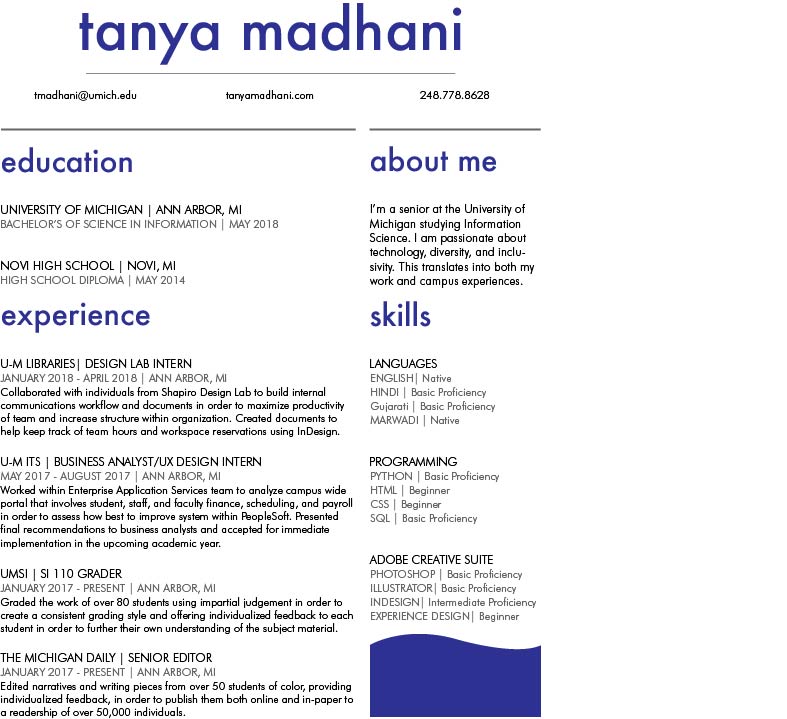 tanya madhani
tmadhani@umich.edu
tanyamadhani.com
248.778.8628
education
UNIVERSITY OF MICHIGAN | ANN ARBOR, MI
BACHELOR'S OF SCIENCE IN INFORMATION | MAY 2018
NOVI HIGH SCHOOL | NOVI, MI
HIGH SCHOOL DIPLOMA | MAY 2014
experience
U-M LIBRARIES| DESIGN LAB INTERN
JANUARY 2018 - APRIL 2018 | ANN ARBOR, MI
Collaborated with individuals from Shapiro Design Lab to build internal
communications workflow and documents in order to maximize productivity
of team and increase structure within organization. Created documents to
help keep track of team hours and workspace reservations using InDesign.
U-M ITS | BUSINESS ANALYST/UX DESIGN INTERN
MAY 2017 - AUGUST 2017 | ANN ARBOR, MI
Worked within Enterprise Application Services team to analyze campus wide
portal that involves student, staff, and faculty finance, scheduling, and payroll
in order to assess how best to improve system within PeopleSoft. Presented
final recommendations to business analysts and accepted for immediate
implementation in the upcoming academic year.
UMSI | SI 110 GRADER
JANUARY 2017 - PRESENT | ANN ARBOR, MI
Graded the work of over 80 students using impartial judgement in order to
create a consistent grading style and offering individualized feedback to each
student in order to further their own understanding of the subject material.
THE MICHIGAN DAILY | SENIOR EDITOR
JANUARY 2017 - PRESENT | ANN ARBOR, MI
Edited narratives and writing pieces from over 50 students of color, providing
individualized feedback, in order to publish them both online and in-paper to
a readership of over 50,000 individuals.
about me
I'm a senior at the University of
Michigan studying Information
Science. I am passionate about
technology, diversity, and inclu-
sivity. This translates into both my
work and campus experiences.
skills
LANGUAGES
ENGLISH| Native
HINDI | Basic Proficiency
Gujarati | Basic Proficiency
MARWADI | Native
PROGRAMMING
PYTHON | Basic Proficiency
HTML | Beginner
CSS | Beginner
SQL | Basic Proficiency
ADOBE CREATIVE SUITE
PHOTOSHOP | Basic Proficiency
ILLUSTRATOR| Basic Proficiency
INDESIGN| Intermediate Proficiency
EXPERIENCE DESIGN| Beginner